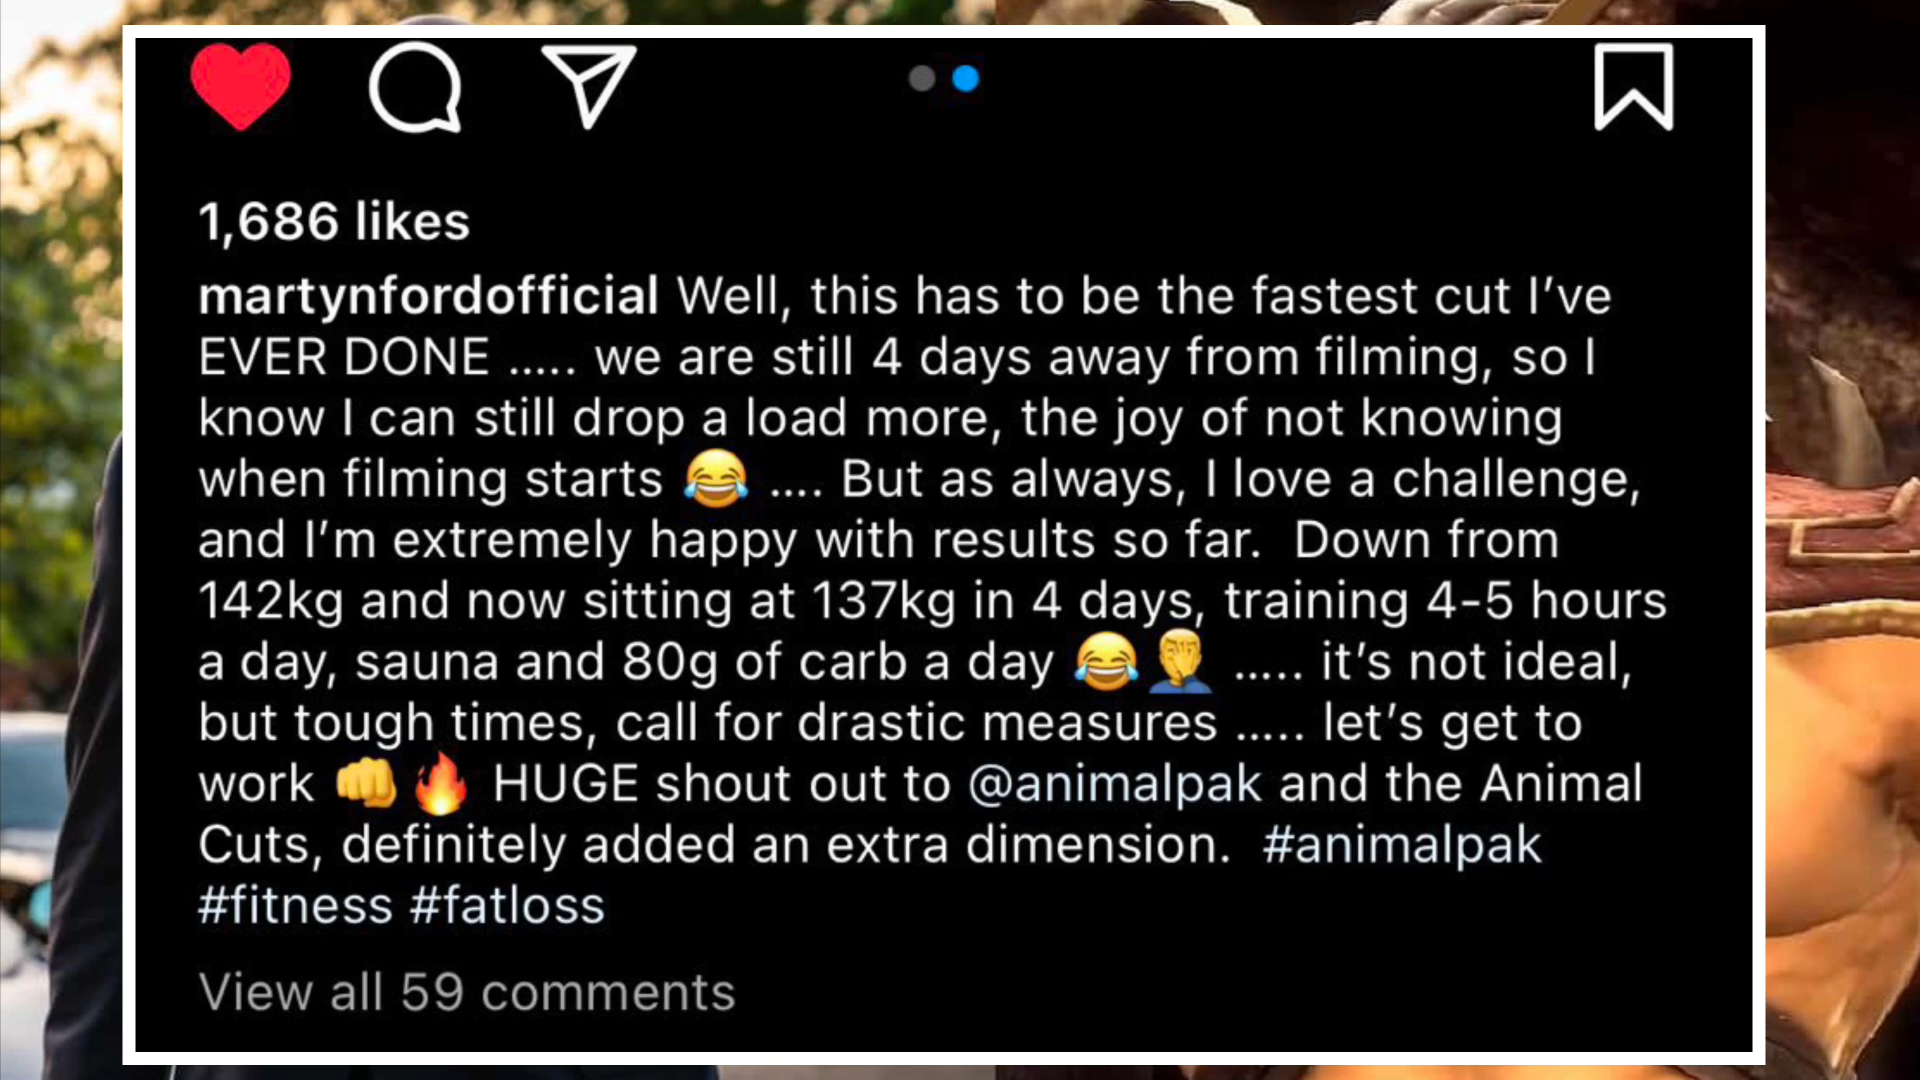 1,686 likes
martynfordofficial Well, this has to be the fastest cut I’ve
EVER DONE ..... we are still 4 days away from filming, so I
know I can still drop a load more, the joy of not knowing
when filming starts 😂 .... But as always, I love a challenge,
and I’m extremely happy with results so far.  Down from
142kg and now sitting at 137kg in 4 days, training 4-5 hours
a day, sauna and 80g of carb a day 😂🤦‍♂️ ..... it’s not ideal,
but tough times, call for drastic measures ..... let’s get to
work 👊🔥 HUGE shout out to @animalpak and the Animal
Cuts, definitely added an extra dimension.  #animalpak
#fitness #fatloss
View all 59 comments